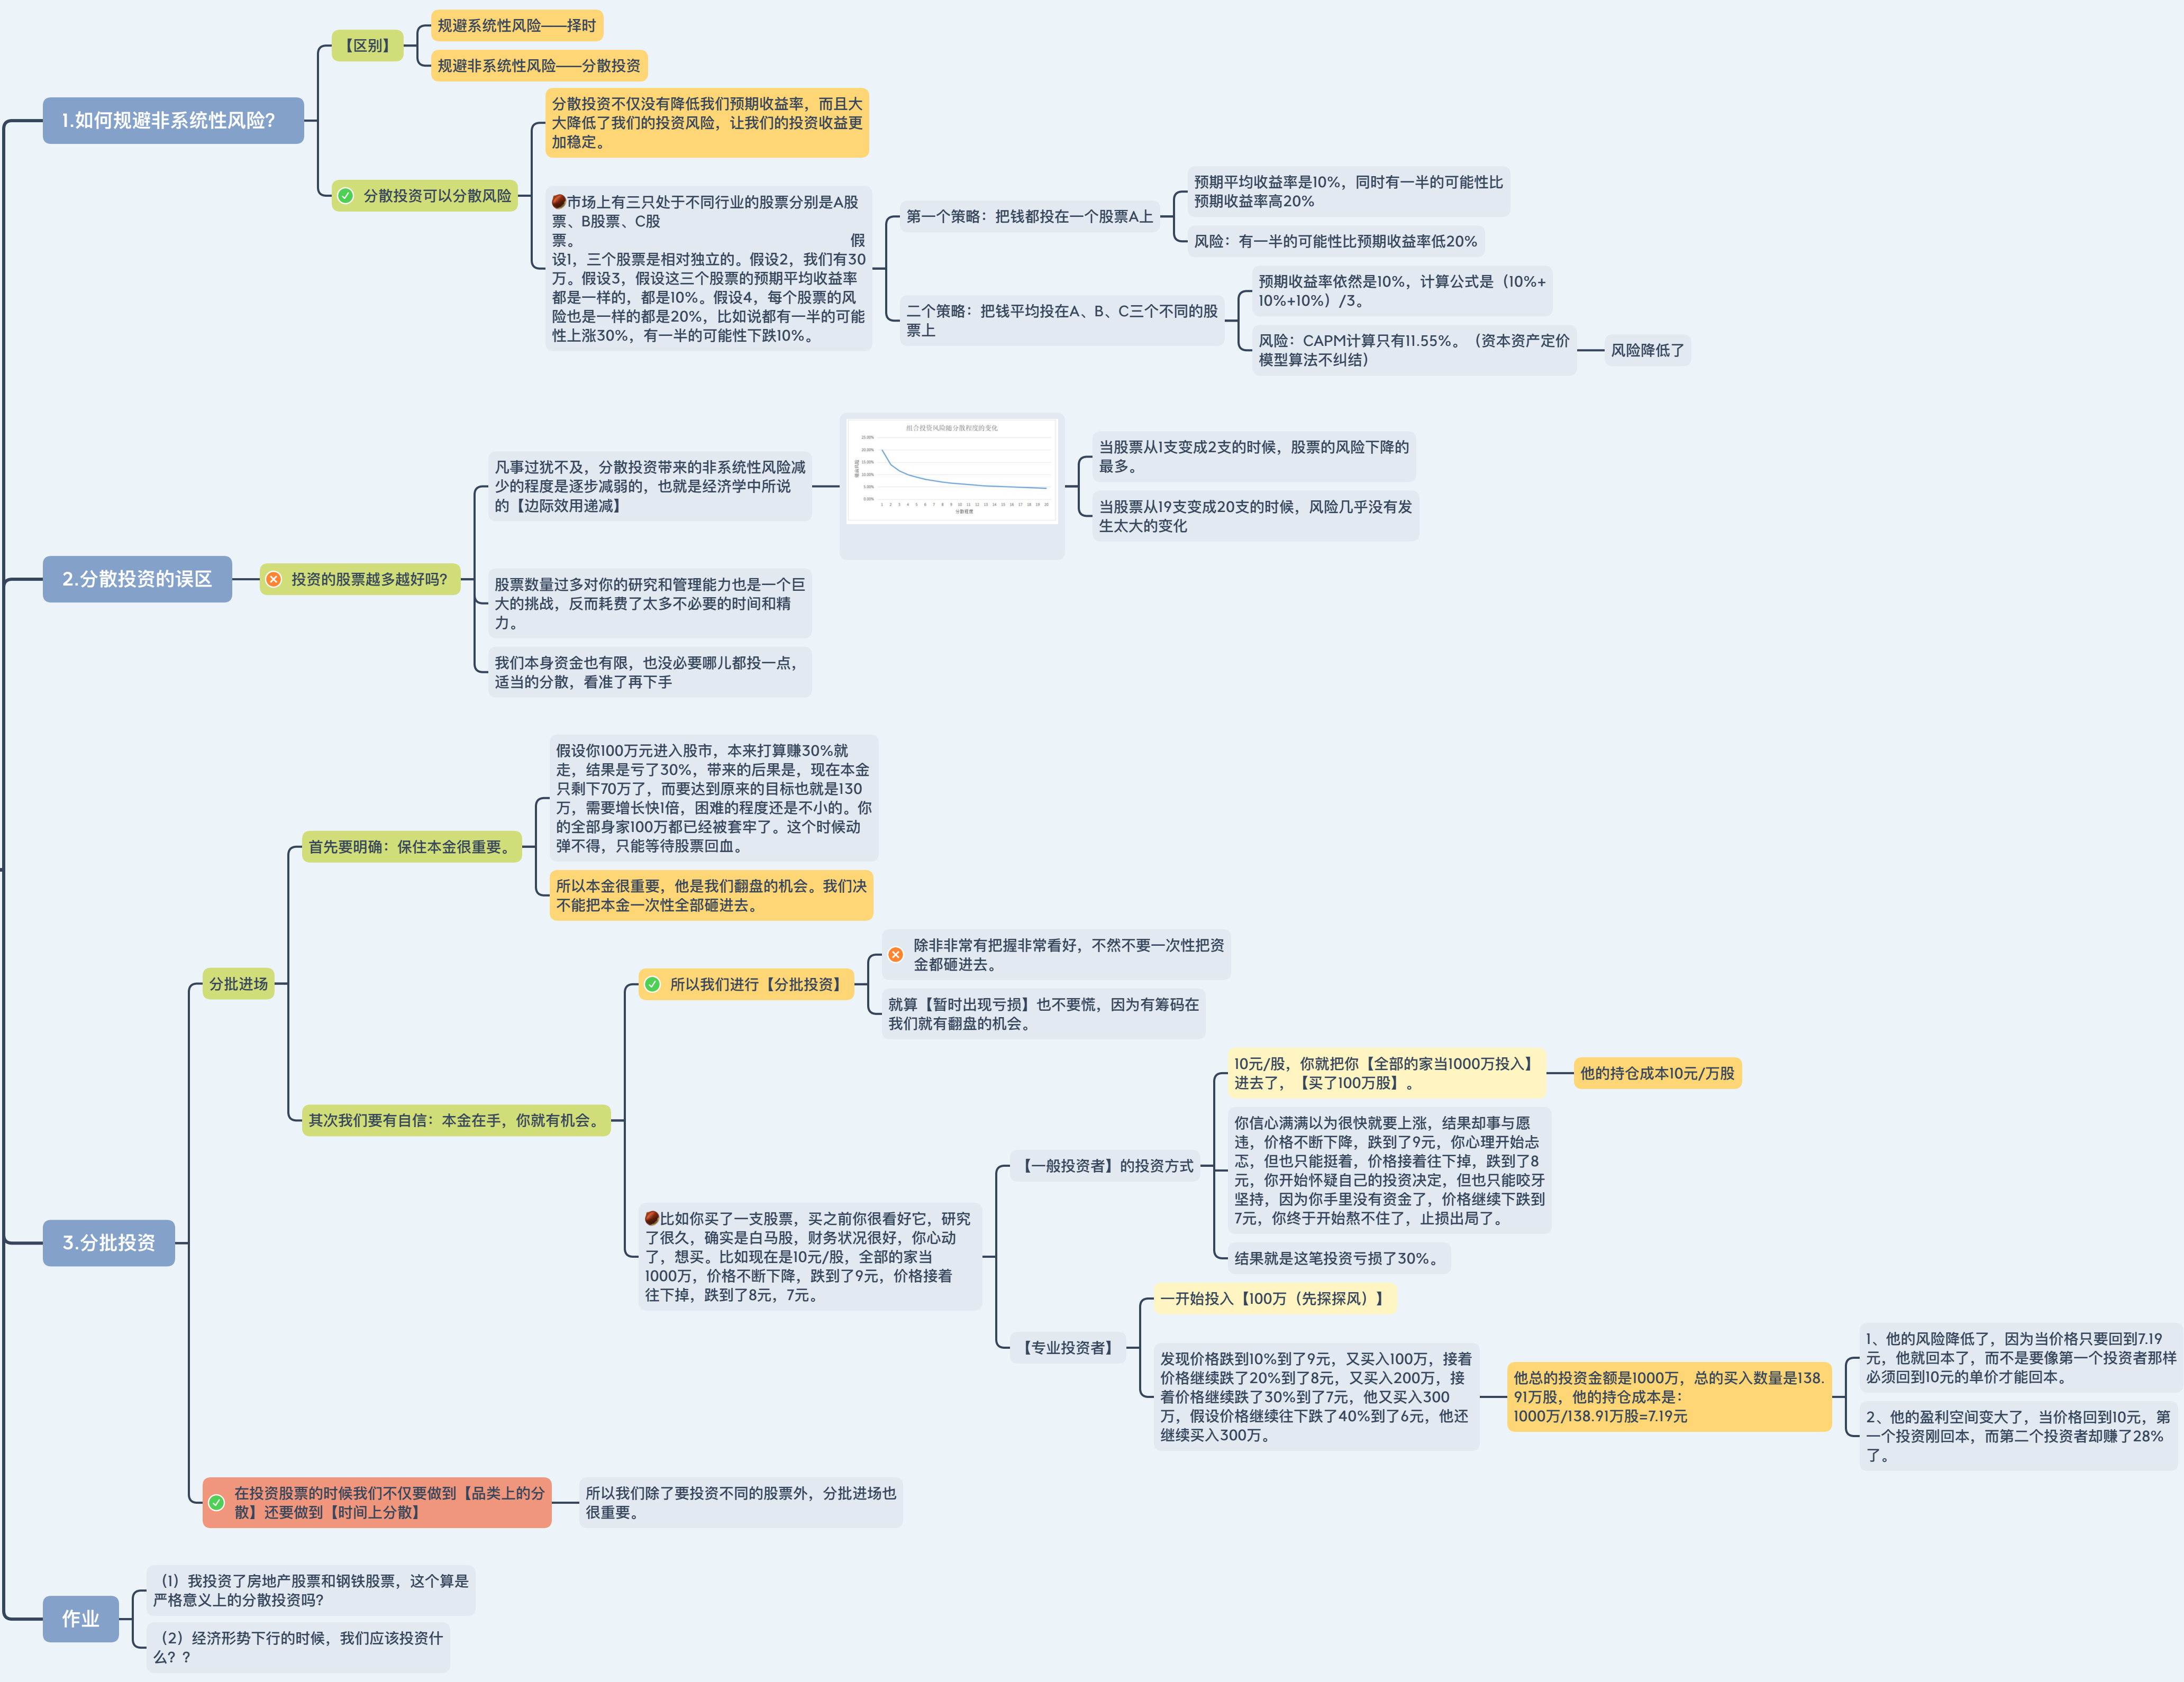 1.如何规避非系统性风险?
【区别】
规避系统性风险——择时
规避非系统性风险——分散投资
分散投资可以分散风险
分散投资不仅没有降低我们预期收益率，而且大
大降低了我们的投资风险，让我们的投资收益更
加稳定。
市场上有三只处于不同行业的股票分别是A股
票、B股票、C股
票。 假
设1，三个股票是相对独立的。假设2，我们有30
万。假设3，假设这三个股票的预期平均收益率
都是一样的，都是10%。假设4，每个股票的风
险也是一样的都是20%，比如说都有一半的可能
性上涨30%，有一半的可能性下跌10%。
第一个策略：把钱都投在一个股票A上
预期平均收益率是10%，同时有一半的可能性比
预期收益率高20%
风险：有一半的可能性比预期收益率低20%
二个策略：把钱平均投在A、B、C三个不同的股
票上
预期收益率依然是10%，计算公式是（10%+
10%+10%）/3。
风险：CAPM计算只有11.55%。（资本资产定价
模型算法不纠结）
风险降低了
2.分散投资的误区
投资的股票越多越好吗?
凡事过犹不及，分散投资带来的非系统性风险减
少的程度是逐步减弱的，也就是经济学中所说
的【边际效用递减】
组合投资风险随分散程度的变化
25.00%
20.00%
15.00%
10.00%
5.00%
0.00%
1 2 3 4 5 6 7 8 9 10 11 12 13 14 15 16 17 18 19 20
分散程度
当股票从1支变成2支的时候，股票的风险下降的
最多。
当股票从19支变成20支的时候，风险几乎没有发
生太大的变化
股票数量过多对你的研究和管理能力也是一个巨
大的挑战，反而耗费了太多不必要的时间和精
力。
我们本身资金也有限，也没必要哪儿都投一点，
适当的分散，看准了再下手
3.分批投资
分批进场
首先要明确：保住本金很重要。
假设你100万元进入股市，本来打算赚30%就
走，结果是亏了30%，带来的后果是，现在本金
只剩下70万了，而要达到原来的目标也就是130
万，需要增长快1倍，困难的程度还是不小的。你
的全部身家100万都已经被套牢了。这个时候动
弹不得，只能等待股票回血。
所以本金很重要，他是我们翻盘的机会。我们决
不能把本金一次性全部砸进去。
其次我们要有自信：本金在手，你就有机会。
所以我们进行【分批投资】
除非非常有把握非常看好，不然不要一次性把资
金都砸进去。
就算【暂时出现亏损】也不要慌，因为有筹码在
我们就有翻盘的机会。
比如你买了一支股票，买之前你很看好它，研究
了很久，确实是白马股，财务状况很好，你心动
了，想买。比如现在是10元/股，全部的家当
1000万，价格不断下降，跌到了9元，价格接着
往下掉，跌到了8元，7元。
【一般投资者】的投资方式
10元/股，你就把你【全部的家当1000万投入】
进去了，【买了100万股】。
他的持仓成本10元/万股
你信心满满以为很快就要上涨，结果却事与愿
违，价格不断下降，跌到了9元，你心理开始忐
忑，但也只能挺着，价格接着往下掉，跌到了8
元，你开始怀疑自己的投资决定，但也只能咬牙
坚持，因为你手里没有资金了，价格继续下跌到
7元，你终于开始熬不住了，止损出局了。
结果就是这笔投资亏损了30%。
【专业投资者】
一开始投入【100万（先探探风）】
发现价格跌到10%到了9元，又买入100万，接着
价格继续跌了20%到了8元，又买入200万，接
着价格继续跌了30%到了7元，他又买入300
万，假设价格继续往下跌了40%到了6元，他还
继续买入300万。
他总的投资金额是1000万，总的买入数量是138.
91万股，他的持仓成本是：
1000万/138.91万股=7.19元
1、他的风险降低了，因为当价格只要回到7.19
元，他就回本了，而不是要像第一个投资者那样
必须回到10元的单价才能回本。
2、他的盈利空间变大了，当价格回到10元，第
一个投资刚回本，而第二个投资者却赚了28%
了。
在投资股票的时候我们不仅要做到【品类上的分
散】还要做到【时间上分散】
所以我们除了要投资不同的股票外，分批进场也
很重要。
作业
（1）我投资了房地产股票和钢铁股票，这个算是
严格意义上的分散投资吗?
（2）经济形势下行的时候，我们应该投资什
么？？